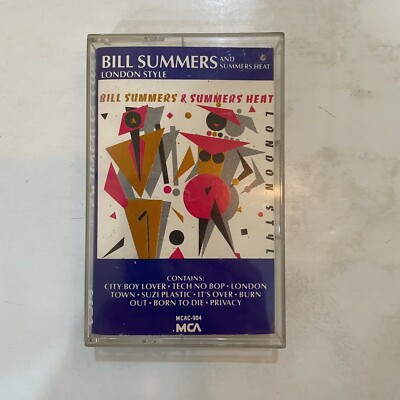 BILL SUMMERS AND SUMMERS HEAT
LONDON STYLE
BILL SUMMERS & SUMMERS HEAT
LONDON STYL
CONTAINS:
CITY BOY LOVER • TECH NO BOP • LONDON
TOWN • SUZI PLASTIC • IT'S OVER • BURN
OUT • BORN TO DIE • PRIVACY
MCAC-904
MCA